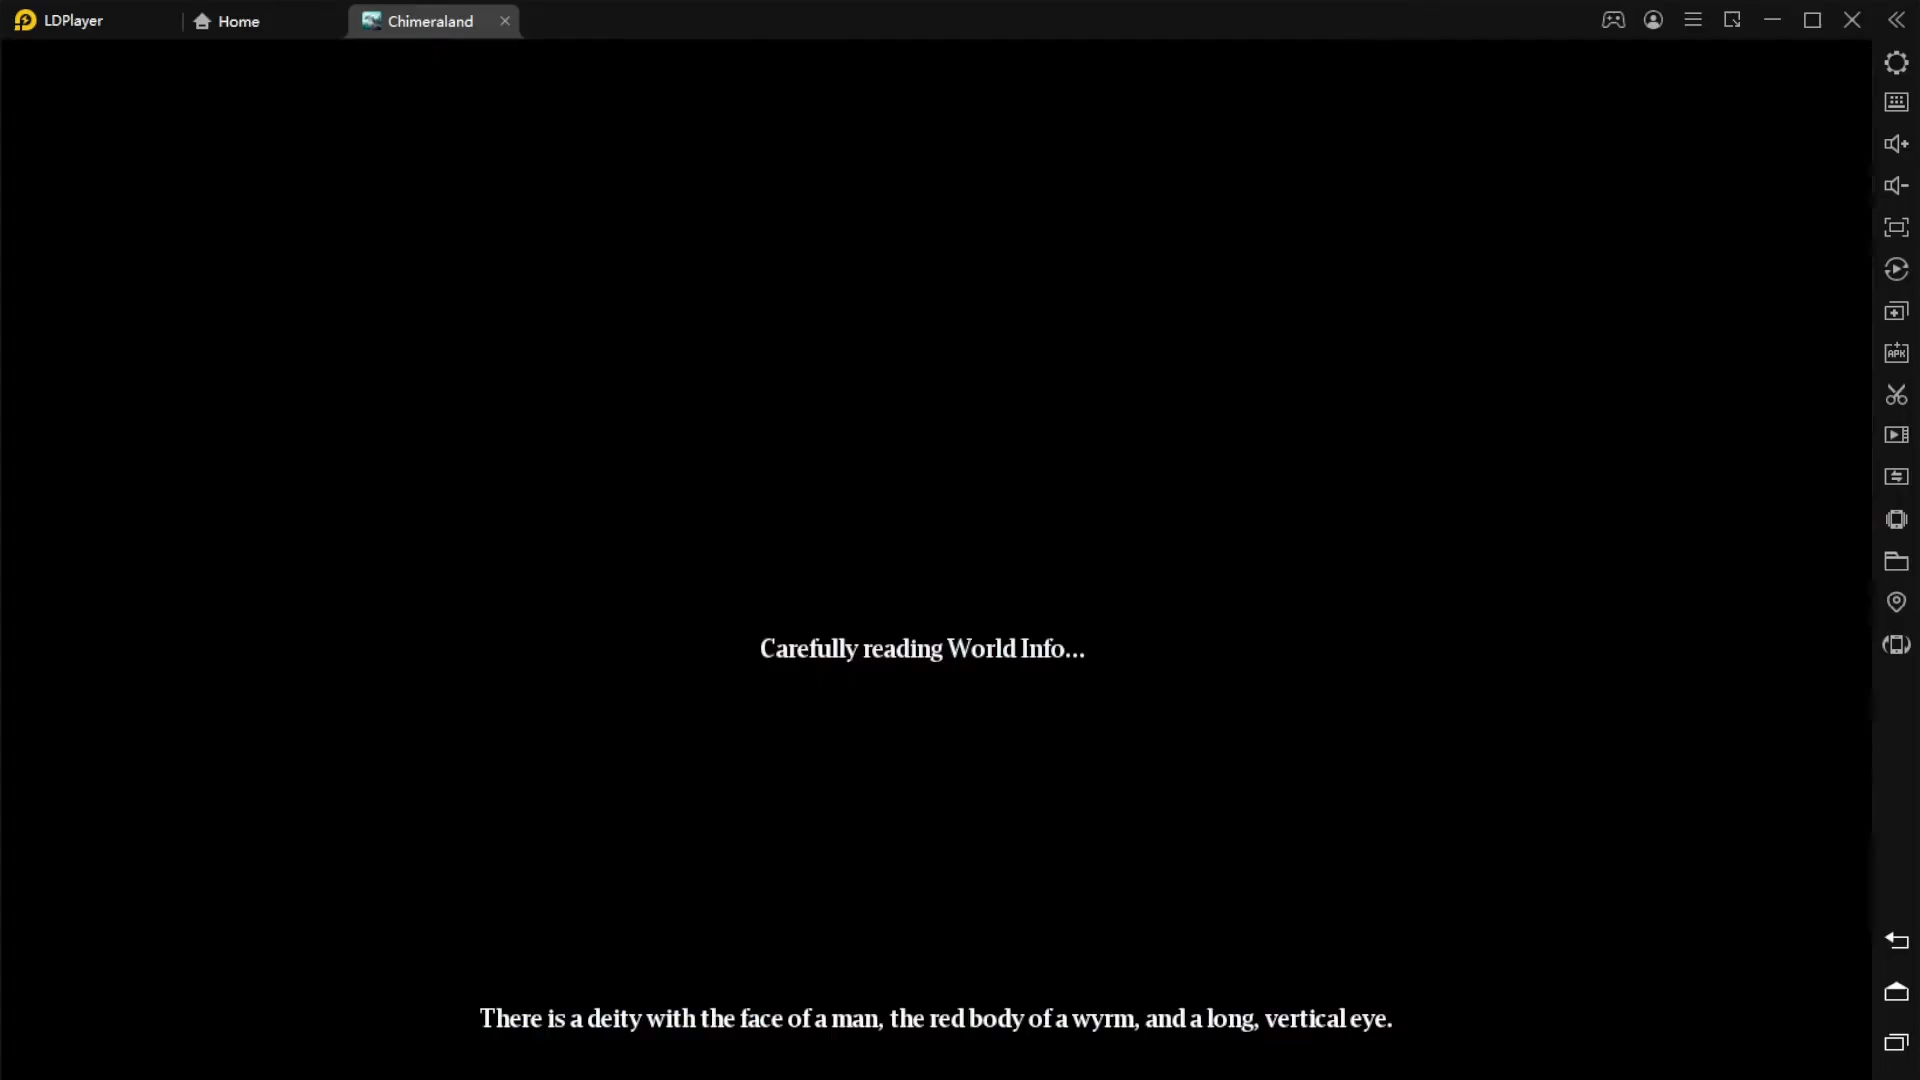 LDPlayer
Home
Chimeraland
APK
Carefully reading World Info...
There is a deity with the face of a man, the red body of a wyrm, and a long, vertical eye.